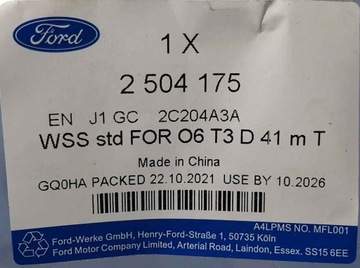 Ford
1 X
2 504 175
EN J1 GC 2C204A3A
WSS std FOR O6 T3 D 41 m T
Made in China
GQ0HA PACKED 22.10.2021 USE BY 10.2026
A4LPMS NO. MFL001
Ford-Werke GmbH, Henry-Ford-Straße 1, 50735 Köln
Ford Motor Company Limited, Arterial Road, Laindon, Essex. SS15 6EE